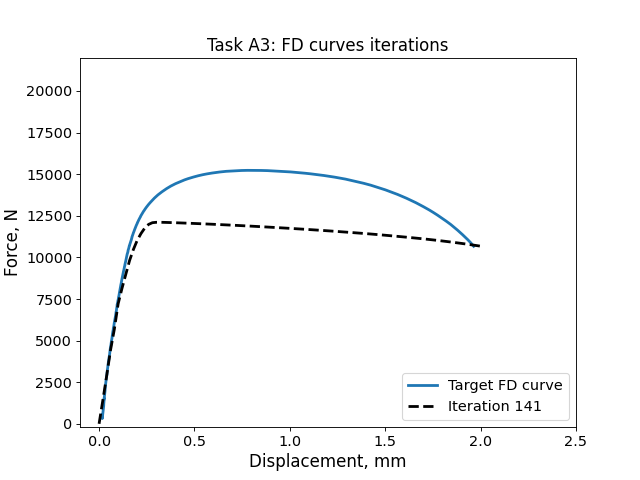 Task A3: FD curves iterations
Force, N
20000
17500
15000
12500
10000
7500
5000
2500
0
0.0 0.5 1.0 1.5 2.0 2.5
Displacement, mm
Target FD curve
Iteration 141